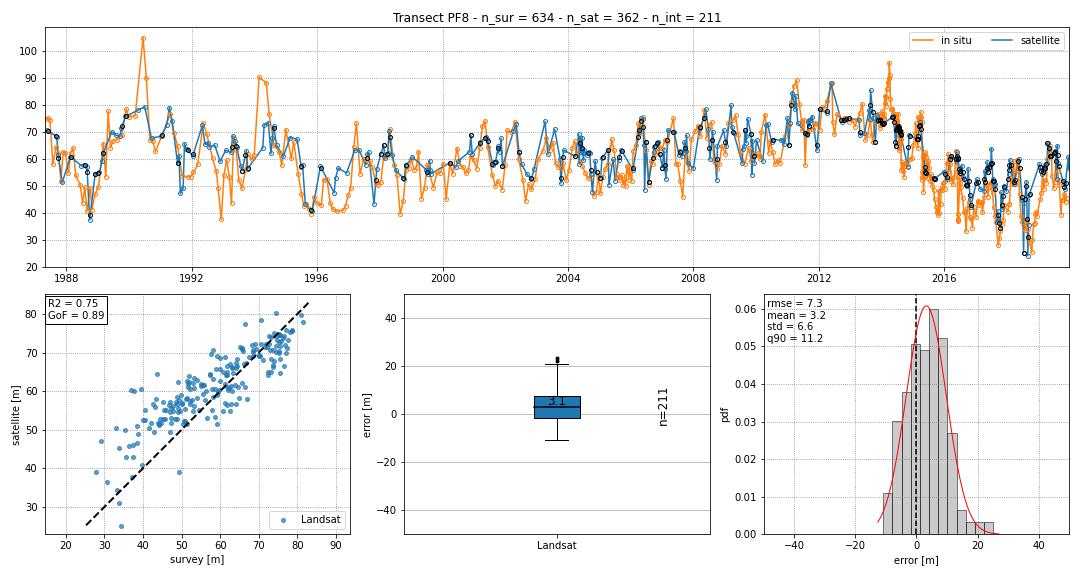 Transect PF8 - n_sur = 634 - n_sat = 362 - n_int = 211
in situ satellite
100
90
80
70
60
50
40
30
20
1988 1992 1996 2000 2004 2008 2012 2016
R2 = 0.75
GoF = 0.89
80
70
60
50
40
30
satellite [m]
20 30 40 50 60 70 80 90
survey [m]
Landsat
40
20
0
−20
−40
error [m]
3.1
n=211
Landsat
rmse = 7.3
mean = 3.2
std = 6.6
q90 = 11.2
0.06
0.05
0.04
0.03
0.02
0.01
0.00
pdf
−40 −20 0 20 40
error [m]